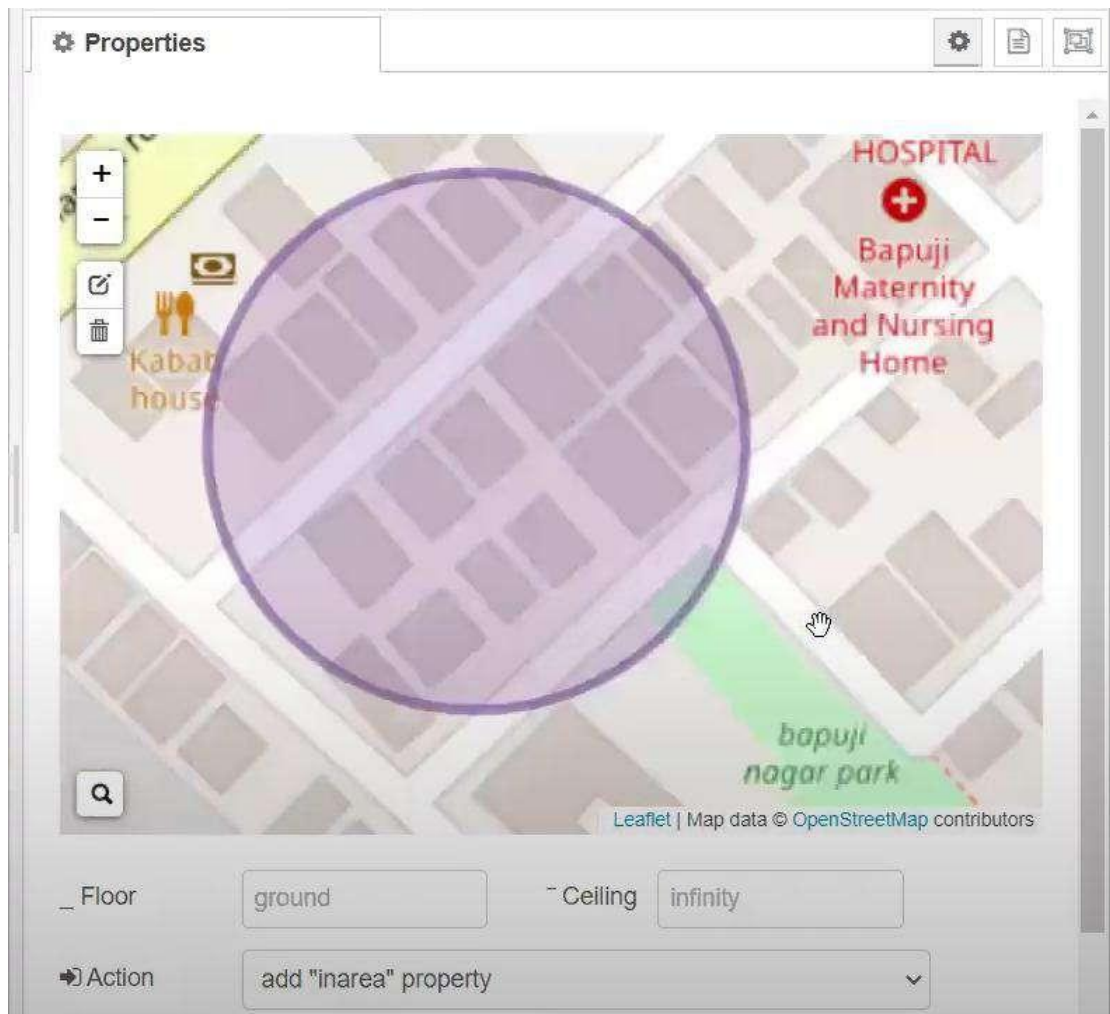 Properties
+
HOSPITAL
−
Bapuji
Maternity
and Nursing
Home
Kabab
house
bapuji
nagar park
Leaflet | Map data © OpenStreetMap contributors
_ Floor ground ‾ Ceiling infinity
Action add "inarea" property